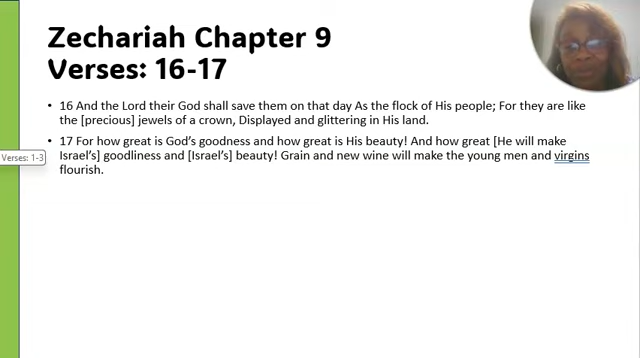 Zechariah Chapter 9
Verses: 16-17
• 16 And the Lord their God shall save them on that day As the flock of His people; For they are like
the [precious] jewels of a crown, Displayed and glittering in His land.
• 17 For how great is God’s goodness and how great is His beauty! And how great [He will make
Israel’s] goodliness and [Israel’s] beauty! Grain and new wine will make the young men and virgins
flourish.
Verses: 1-3